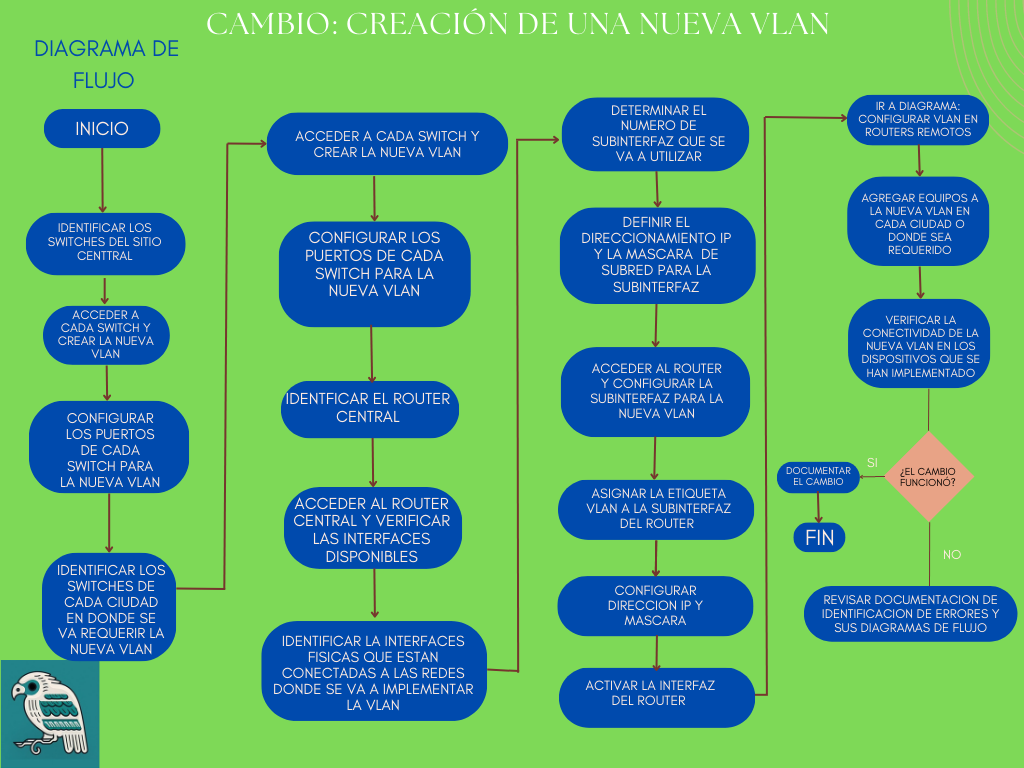 CAMBIO: CREACIÓN DE UNA NUEVA VLAN
DIAGRAMA DE
FLUJO
INICIO
IDENTIFICAR LOS
SWITCHES DEL SITIO
CENTTRAL
ACCEDER A
CADA SWITCH Y
CREAR LA NUEVA
VLAN
CONFIGURAR
LOS PUERTOS
DE CADA
SWITCH PARA
LA NUEVA VLAN
IDENTIFICAR LOS
SWITCHES DE
CADA CIUDAD
EN DONDE SE
VA REQUERIR LA
NUEVA VLAN
ACCEDER A CADA SWITCH Y
CREAR LA NUEVA VLAN
CONFIGURAR LOS
PUERTOS DE CADA
SWITCH PARA LA
NUEVA VLAN
IDENTFICAR EL ROUTER
CENTRAL
ACCEDER AL ROUTER
CENTRAL Y VERIFICAR
LAS INTERFACES
DISPONIBLES
IDENTIFICAR LA INTERFACES
FISICAS QUE ESTAN
CONECTADAS A LAS REDES
DONDE SE VA A IMPLEMENTAR
LA VLAN
DETERMINAR EL
NUMERO DE
SUBINTERFAZ QUE SE
VA A UTILIZAR
DEFINIR EL
DIRECCIONAMIENTO IP
Y LA MASCARA DE
SUBRED PARA LA
SUBINTERFAZ
ACCEDER AL ROUTER
Y CONFIGURAR LA
SUBINTERFAZ PARA LA
NUEVA VLAN
ASIGNAR LA ETIQUETA
VLAN A LA SUBINTERFAZ
DEL ROUTER
CONFIGURAR
DIRECCION IP Y
MASCARA
ACTIVAR LA INTERFAZ
DEL ROUTER
IR A DIAGRAMA:
CONFIGURAR VLAN EN
ROUTERS REMOTOS
AGREGAR EQUIPOS A
LA NUEVA VLAN EN
CADA CIUDAD O
DONDE SEA
REQUERIDO
VERIFICAR LA
CONECTIVIDAD DE LA
NUEVA VLAN EN LOS
DISPOSITIVOS QUE SE
HAN IMPLEMENTADO
¿EL CAMBIO
FUNCIONÓ?
SI
DOCUMENTAR
EL CAMBIO
FIN
NO
REVISAR DOCUMENTACION DE
IDENTIFICACION DE ERRORES Y
SUS DIAGRAMAS DE FLUJO